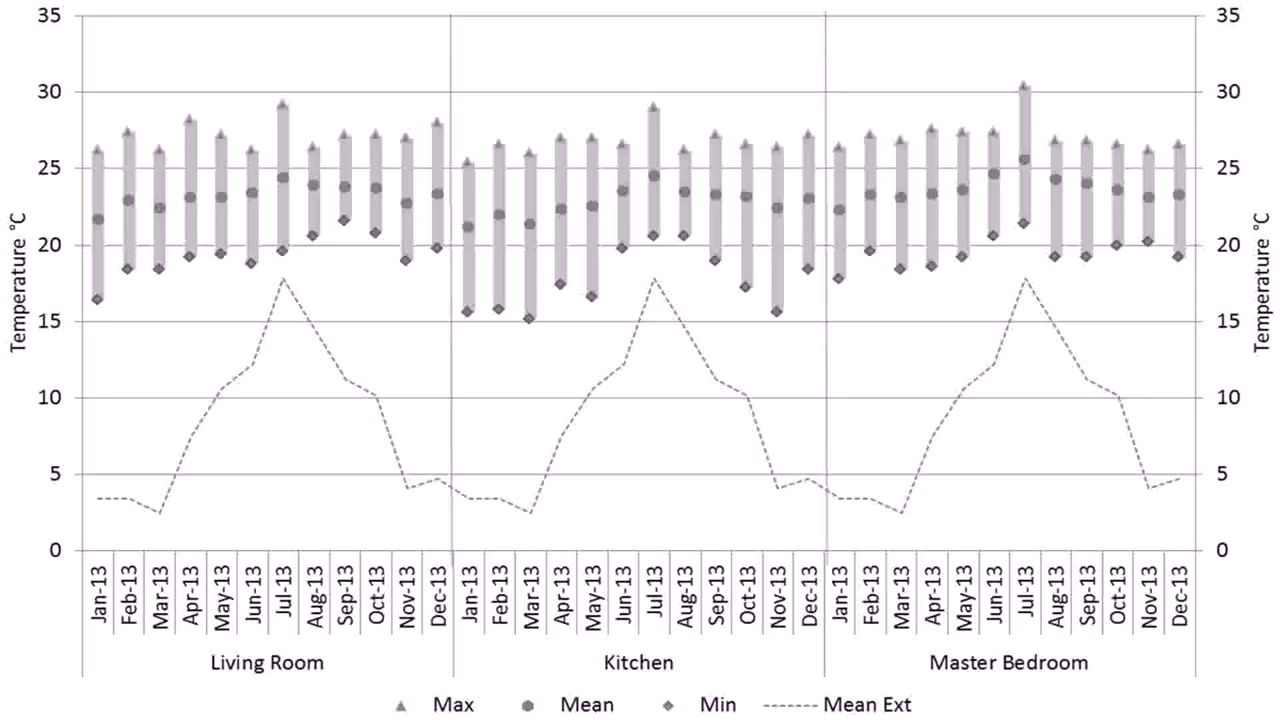 35 35
30 30
25 25
20 20
15 15
10 10
5 5
0 0
Temperature °C
Temperature °C
Jan-13 Feb-13 Mar-13 Apr-13 May-13 Jun-13 Jul-13 Aug-13 Sep-13 Oct-13 Nov-13 Dec-13 Jan-13 Feb-13 Mar-13 Apr-13 May-13 Jun-13 Jul-13 Aug-13 Sep-13 Oct-13 Nov-13 Dec-13 Jan-13 Feb-13 Mar-13 Apr-13 May-13 Jun-13 Jul-13 Aug-13 Sep-13 Oct-13 Nov-13 Dec-13
Living Room Kitchen Master Bedroom
Max Mean Min Mean Ext